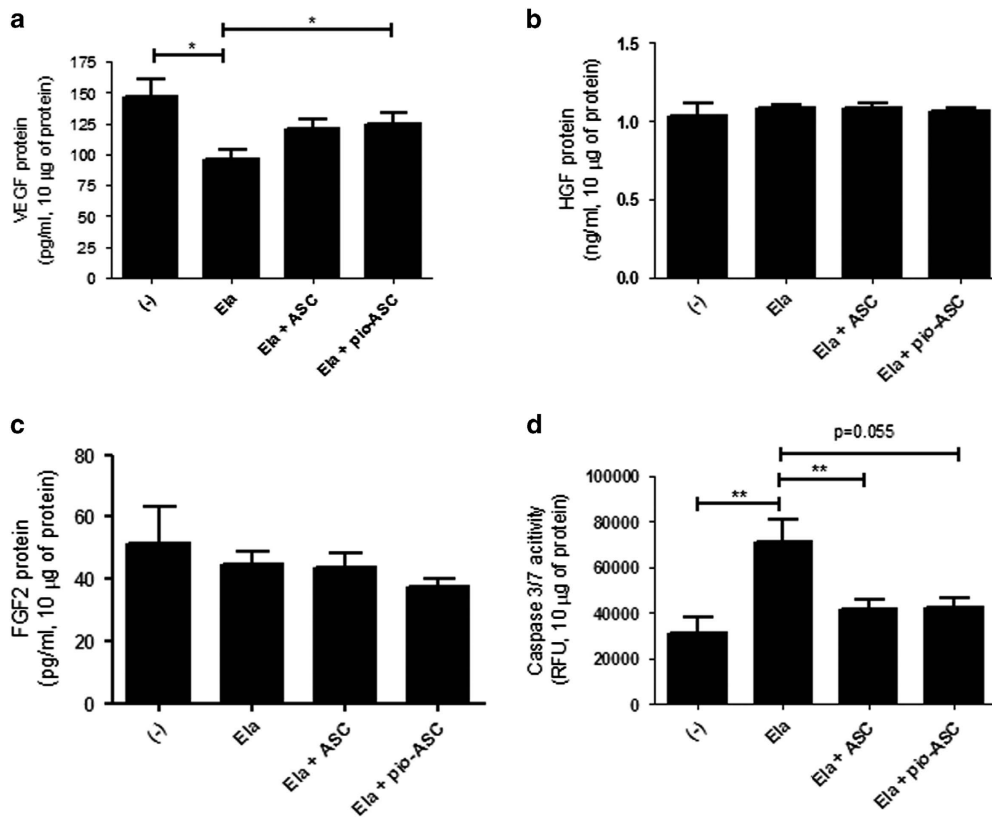 a
*
*
VEGF protein
(pg/ml, 10 µg of protein)
175
150
125
100
75
50
25
0
(-)
Ela
Ela + ASC
Ela + pio-ASC
b
HGF protein
(ng/ml, 10 µg of protein)
1.5
1.0
0.5
0.0
(-)
Ela
Ela + ASC
Ela + pio-ASC
c
FGF2 protein
(pg/ml, 10 µg of protein)
80
60
40
20
0
(-)
Ela
Ela + ASC
Ela + pio-ASC
d
p=0.055
**
**
Caspase 3/7 acitivity
(RFU, 10 µg of protein)
100000
80000
60000
40000
20000
0
(-)
Ela
Ela + ASC
Ela + pio-ASC